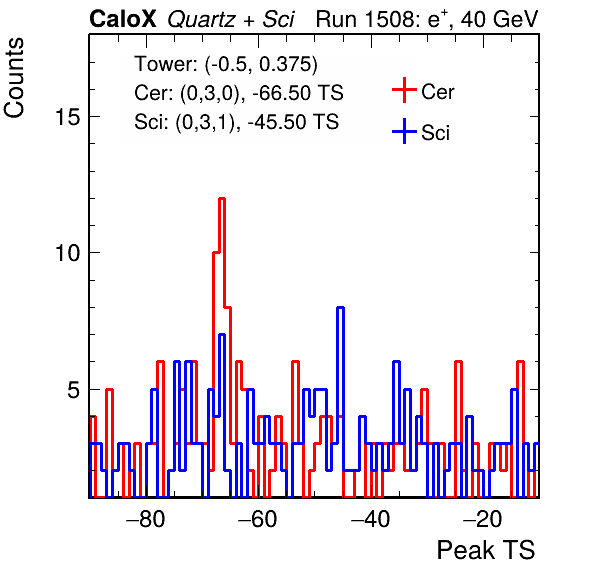 CaloX Quartz + Sci Run 1508: e⁺, 40 GeV
Counts
Tower: (-0.5, 0.375)
Cer: (0,3,0), -66.50 TS
Sci: (0,3,1), -45.50 TS
Cer
Sci
15
10
5
−80 −60 −40 −20
Peak TS